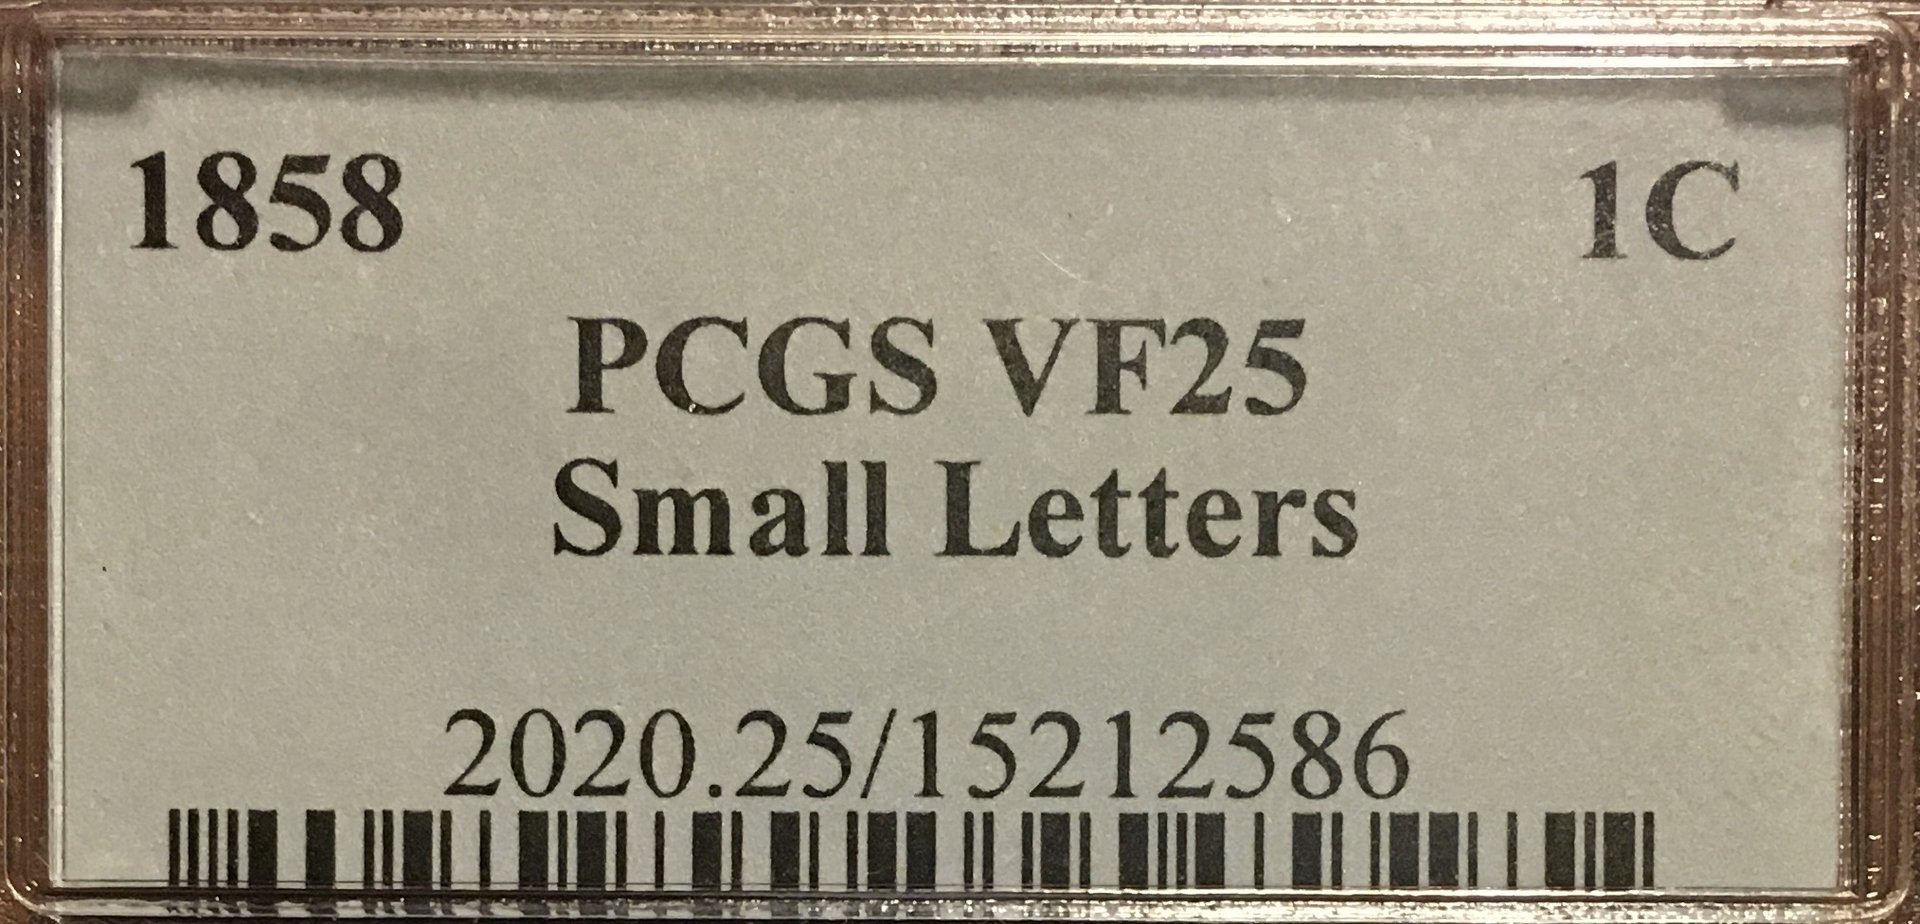 1858 1C
PCGS VF25
Small Letters
2020.25/15212586